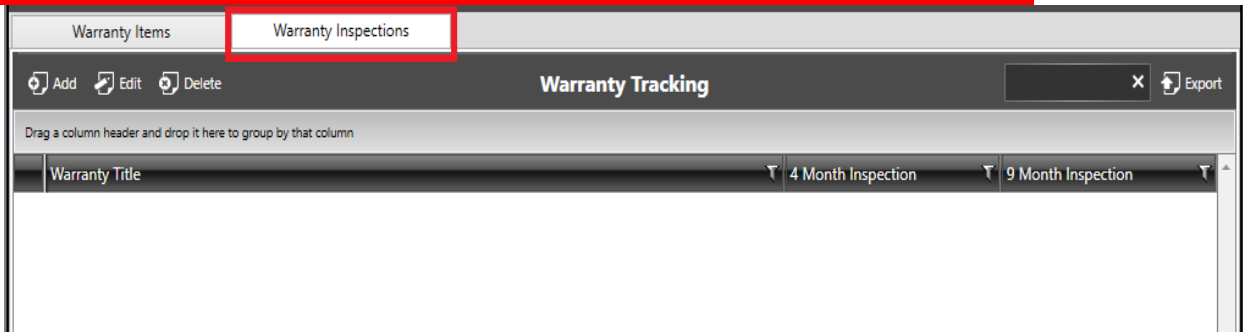 Warranty Items Warranty Inspections
Add Edit Delete Warranty Tracking Export
Drag a column header and drop it here to group by that column
Warranty Title 4 Month Inspection 9 Month Inspection